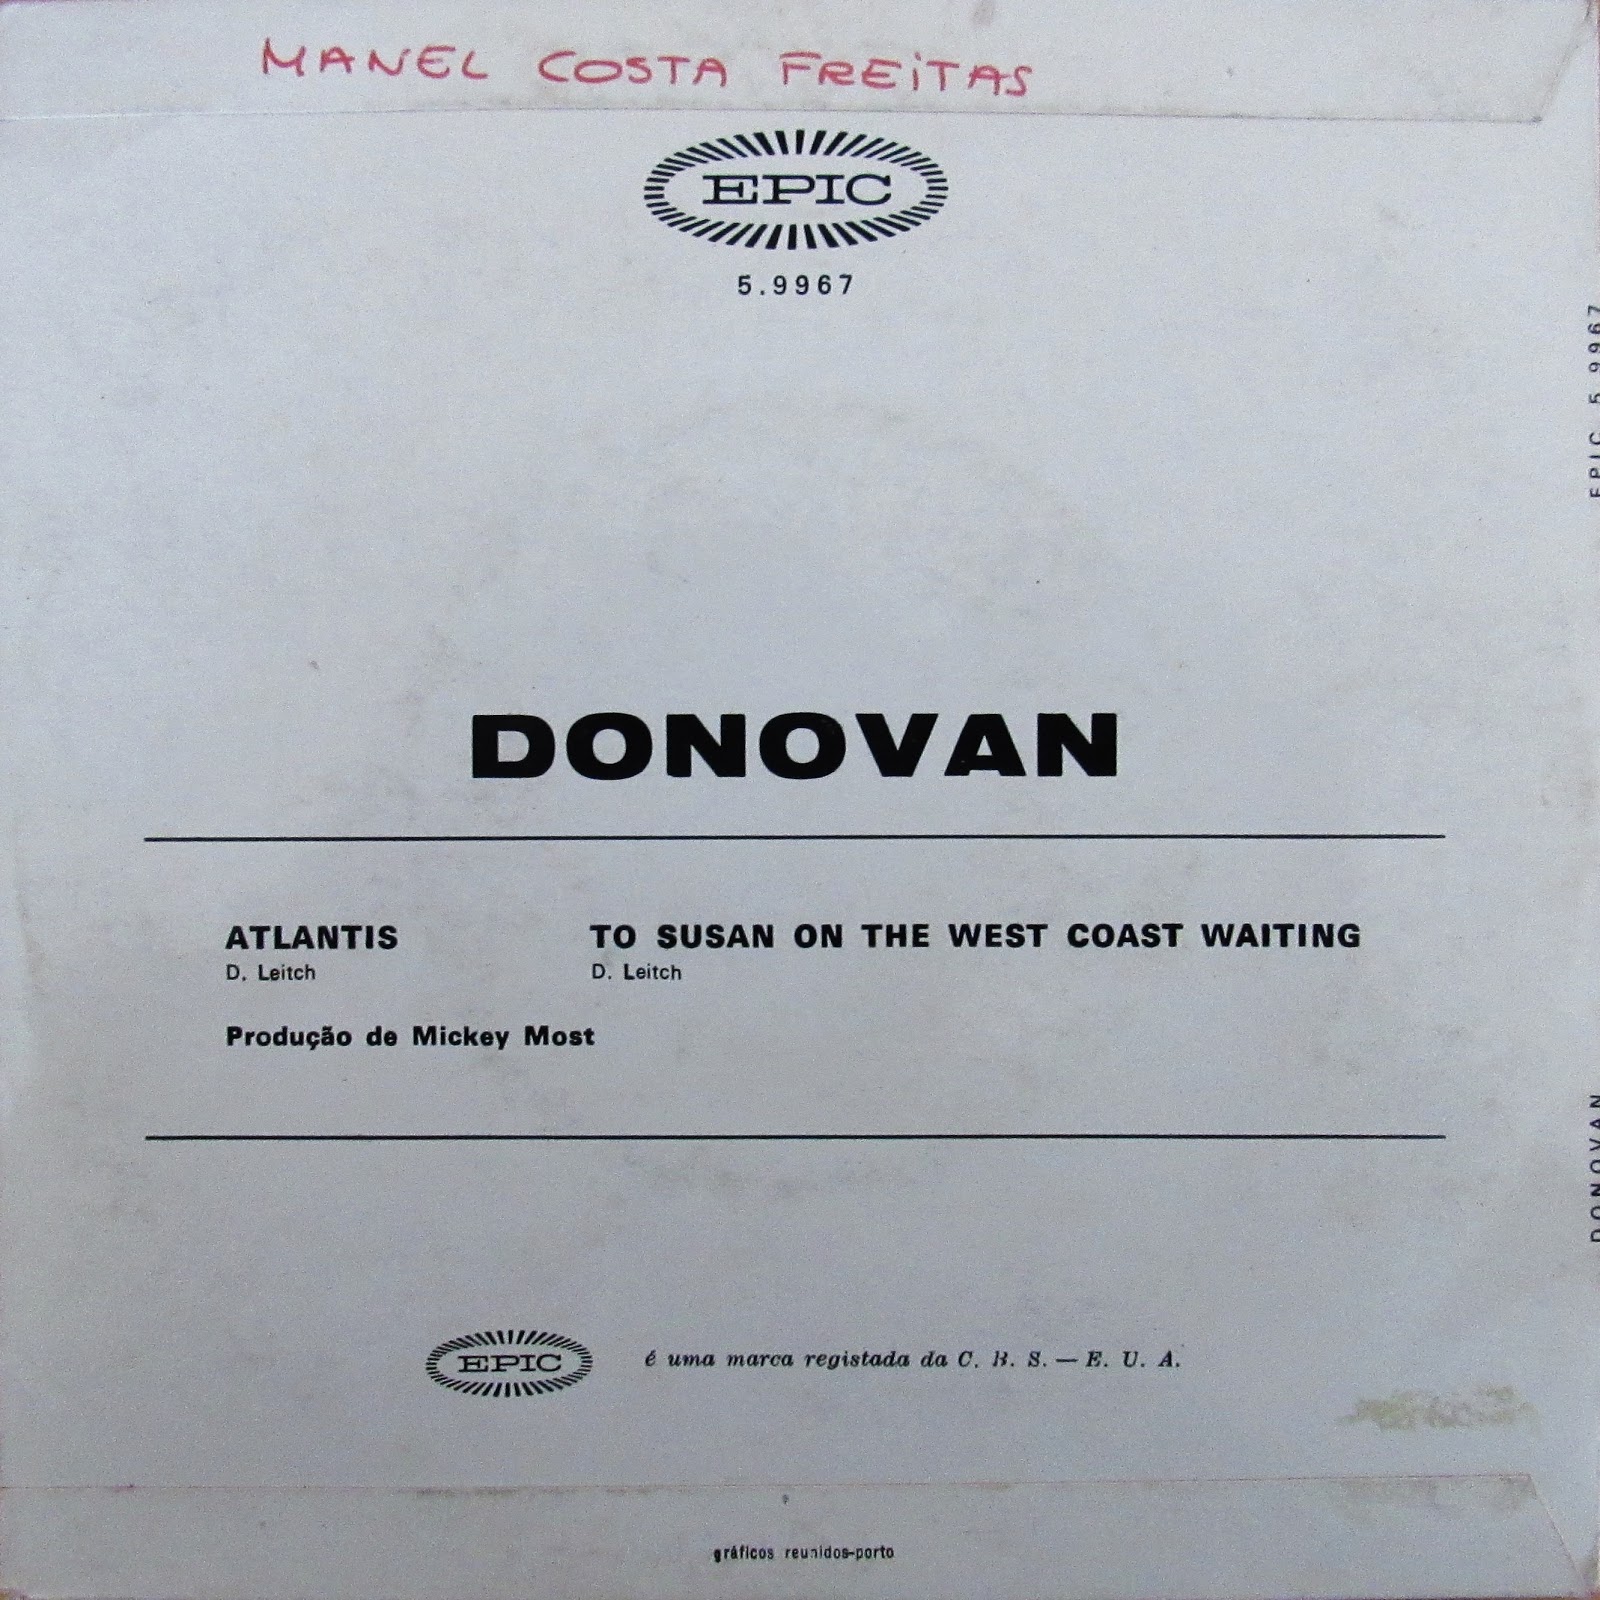 MANEL COSTA FREITAS
EPIC
5.9967
EPIC 5 9967
DONOVAN
ATLANTIS TO SUSAN ON THE WEST COAST WAITING
D. Leitch D. Leitch
Produção de Mickey Most
DONOVAN
EPIC é uma marca registada da C. B. S. — E. U. A.
gráficos reunidos-porto